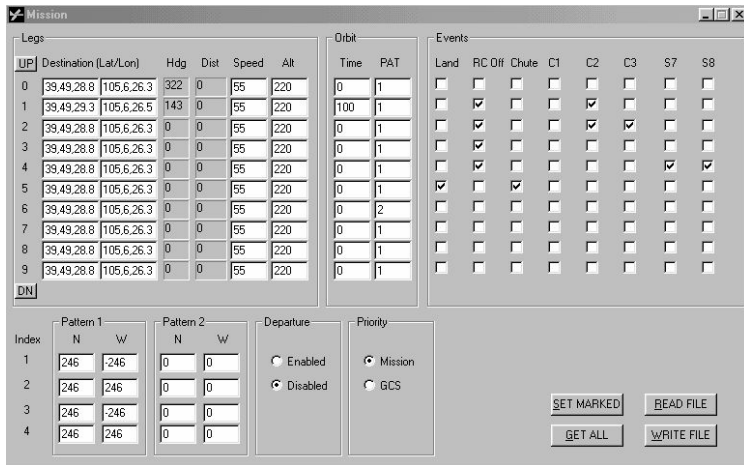 Mission
Legs Orbit Events
UP Destination (Lat/Lon) Hdg Dist Speed Alt Time PAT Land RC Off Chute C1 C2 C3 S7 S8
0 39,49,28.8 105,6,26.3 322 0 55 220 0 1
1 39,49,29.3 105,6,26.5 143 0 55 220 100 1
2 39,49,28.8 105,6,26.3 0 0 55 220 0 1
3 39,49,28.8 105,6,26.3 0 0 55 220 0 1
4 39,49,28.8 105,6,26.3 0 0 55 220 0 1
5 39,49,28.8 105,6,26.3 0 0 55 220 0 1
6 39,49,28.8 105,6,26.3 0 0 55 220 0 2
7 39,49,28.8 105,6,26.3 0 0 55 220 0 1
8 39,49,28.8 105,6,26.3 0 0 55 220 0 1
9 39,49,28.8 105,6,26.3 0 0 55 220 0 1
DN
Pattern 1 Pattern 2 Departure Priority
Index N W N W
1 246 -246 0 0 Enabled Mission
2 246 246 0 0 Disabled GCS
3 246 -246 0 0 SET MARKED READ FILE
4 246 246 0 0 GET ALL WRITE FILE